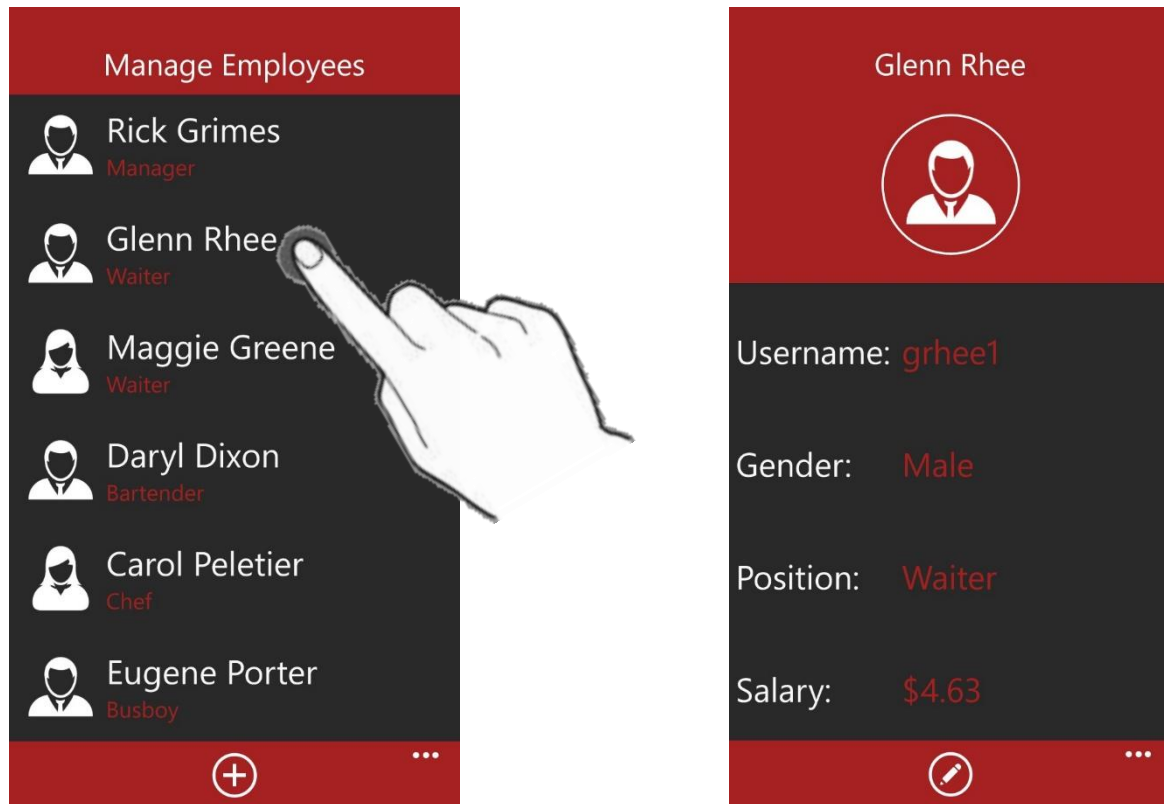 Manage Employees
Rick Grimes
Manager
Glenn Rhee
Waiter
Maggie Greene
Waiter
Daryl Dixon
Bartender
Carol Peletier
Chef
Eugene Porter
Busboy
Glenn Rhee
Username: grhee1
Gender: Male
Position: Waiter
Salary: $4.63